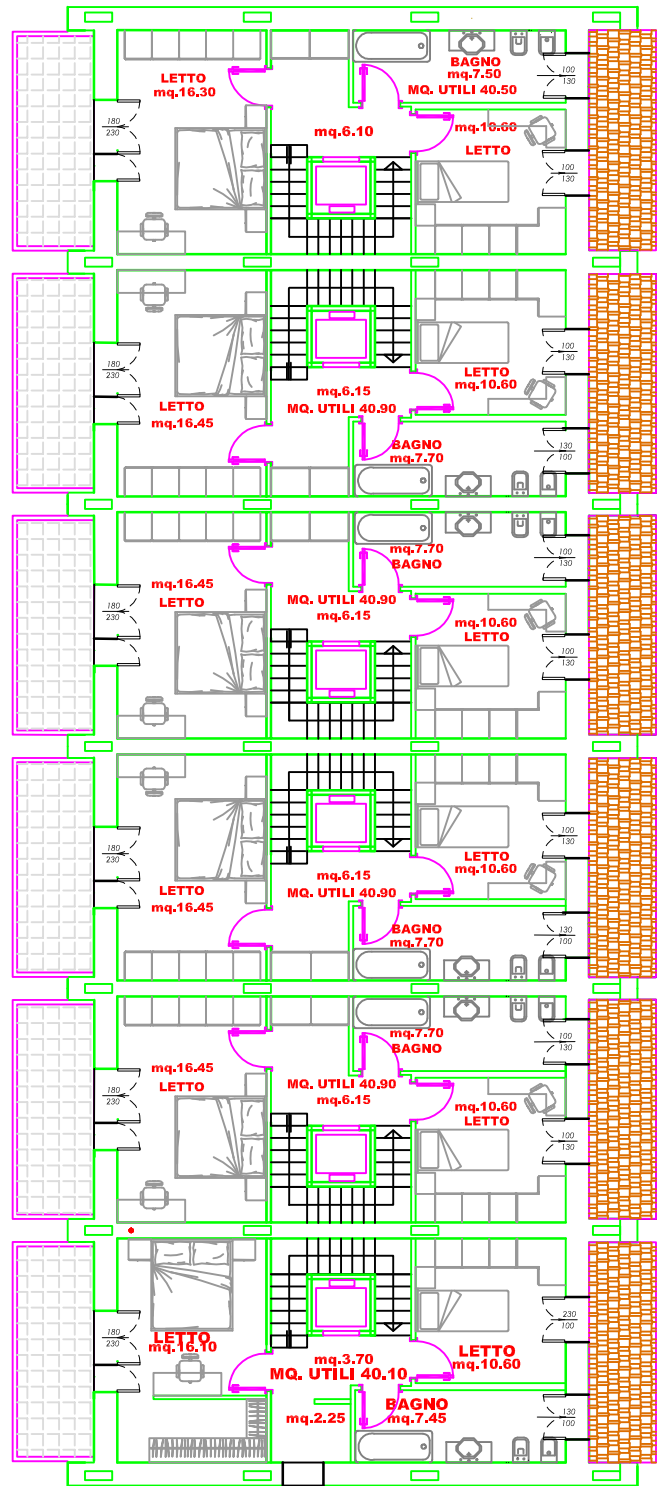 BAGNO
mq.7.50
MQ. UTILI 40.50
LETTO
mq.16.30
100
130
180
230
mq.6.10
mq.10.60
LETTO
100
130
180
230
LETTO
mq.16.45
mq.6.15
MQ. UTILI 40.90
LETTO
mq.10.60
100
130
BAGNO
mq.7.70
130
100
mq.7.70
BAGNO
100
130
mq.16.45
LETTO
180
230
MQ. UTILI 40.90
mq.6.15
mq.10.60
LETTO
100
130
180
230
LETTO
mq.16.45
mq.6.15
MQ. UTILI 40.90
LETTO
mq.10.60
100
130
BAGNO
mq.7.70
130
100
mq.7.70
BAGNO
100
130
mq.16.45
LETTO
180
230
MQ. UTILI 40.90
mq.6.15
mq.10.60
LETTO
100
130
180
230
LETTO
mq.16.10
mq.3.70
MQ. UTILI 40.10
LETTO
mq.10.60
230
100
mq.2.25
BAGNO
mq.7.45
130
100